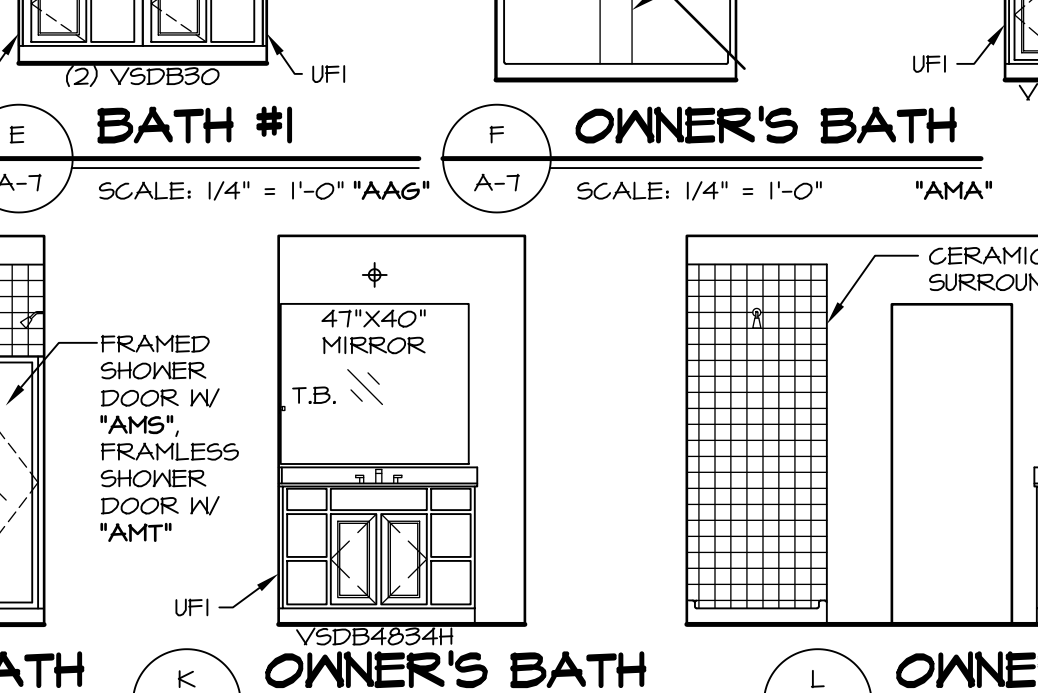 (2) VSDB30
UFI
UFI
E
BATH #1
A-7
SCALE: 1/4" = 1'-0" "AAG"
F
OWNER'S BATH
A-7
SCALE: 1/4" = 1'-0" "AMA"
FRAMED
SHOWER
DOOR W/
"AMS",
FRAMLESS
SHOWER
DOOR W/
"AMT"
47"X40"
MIRROR
T.B.
UFI
VSDB4834H
CERAMIC
SURROUN
ATH
K
OWNER'S BATH
L
OWNE